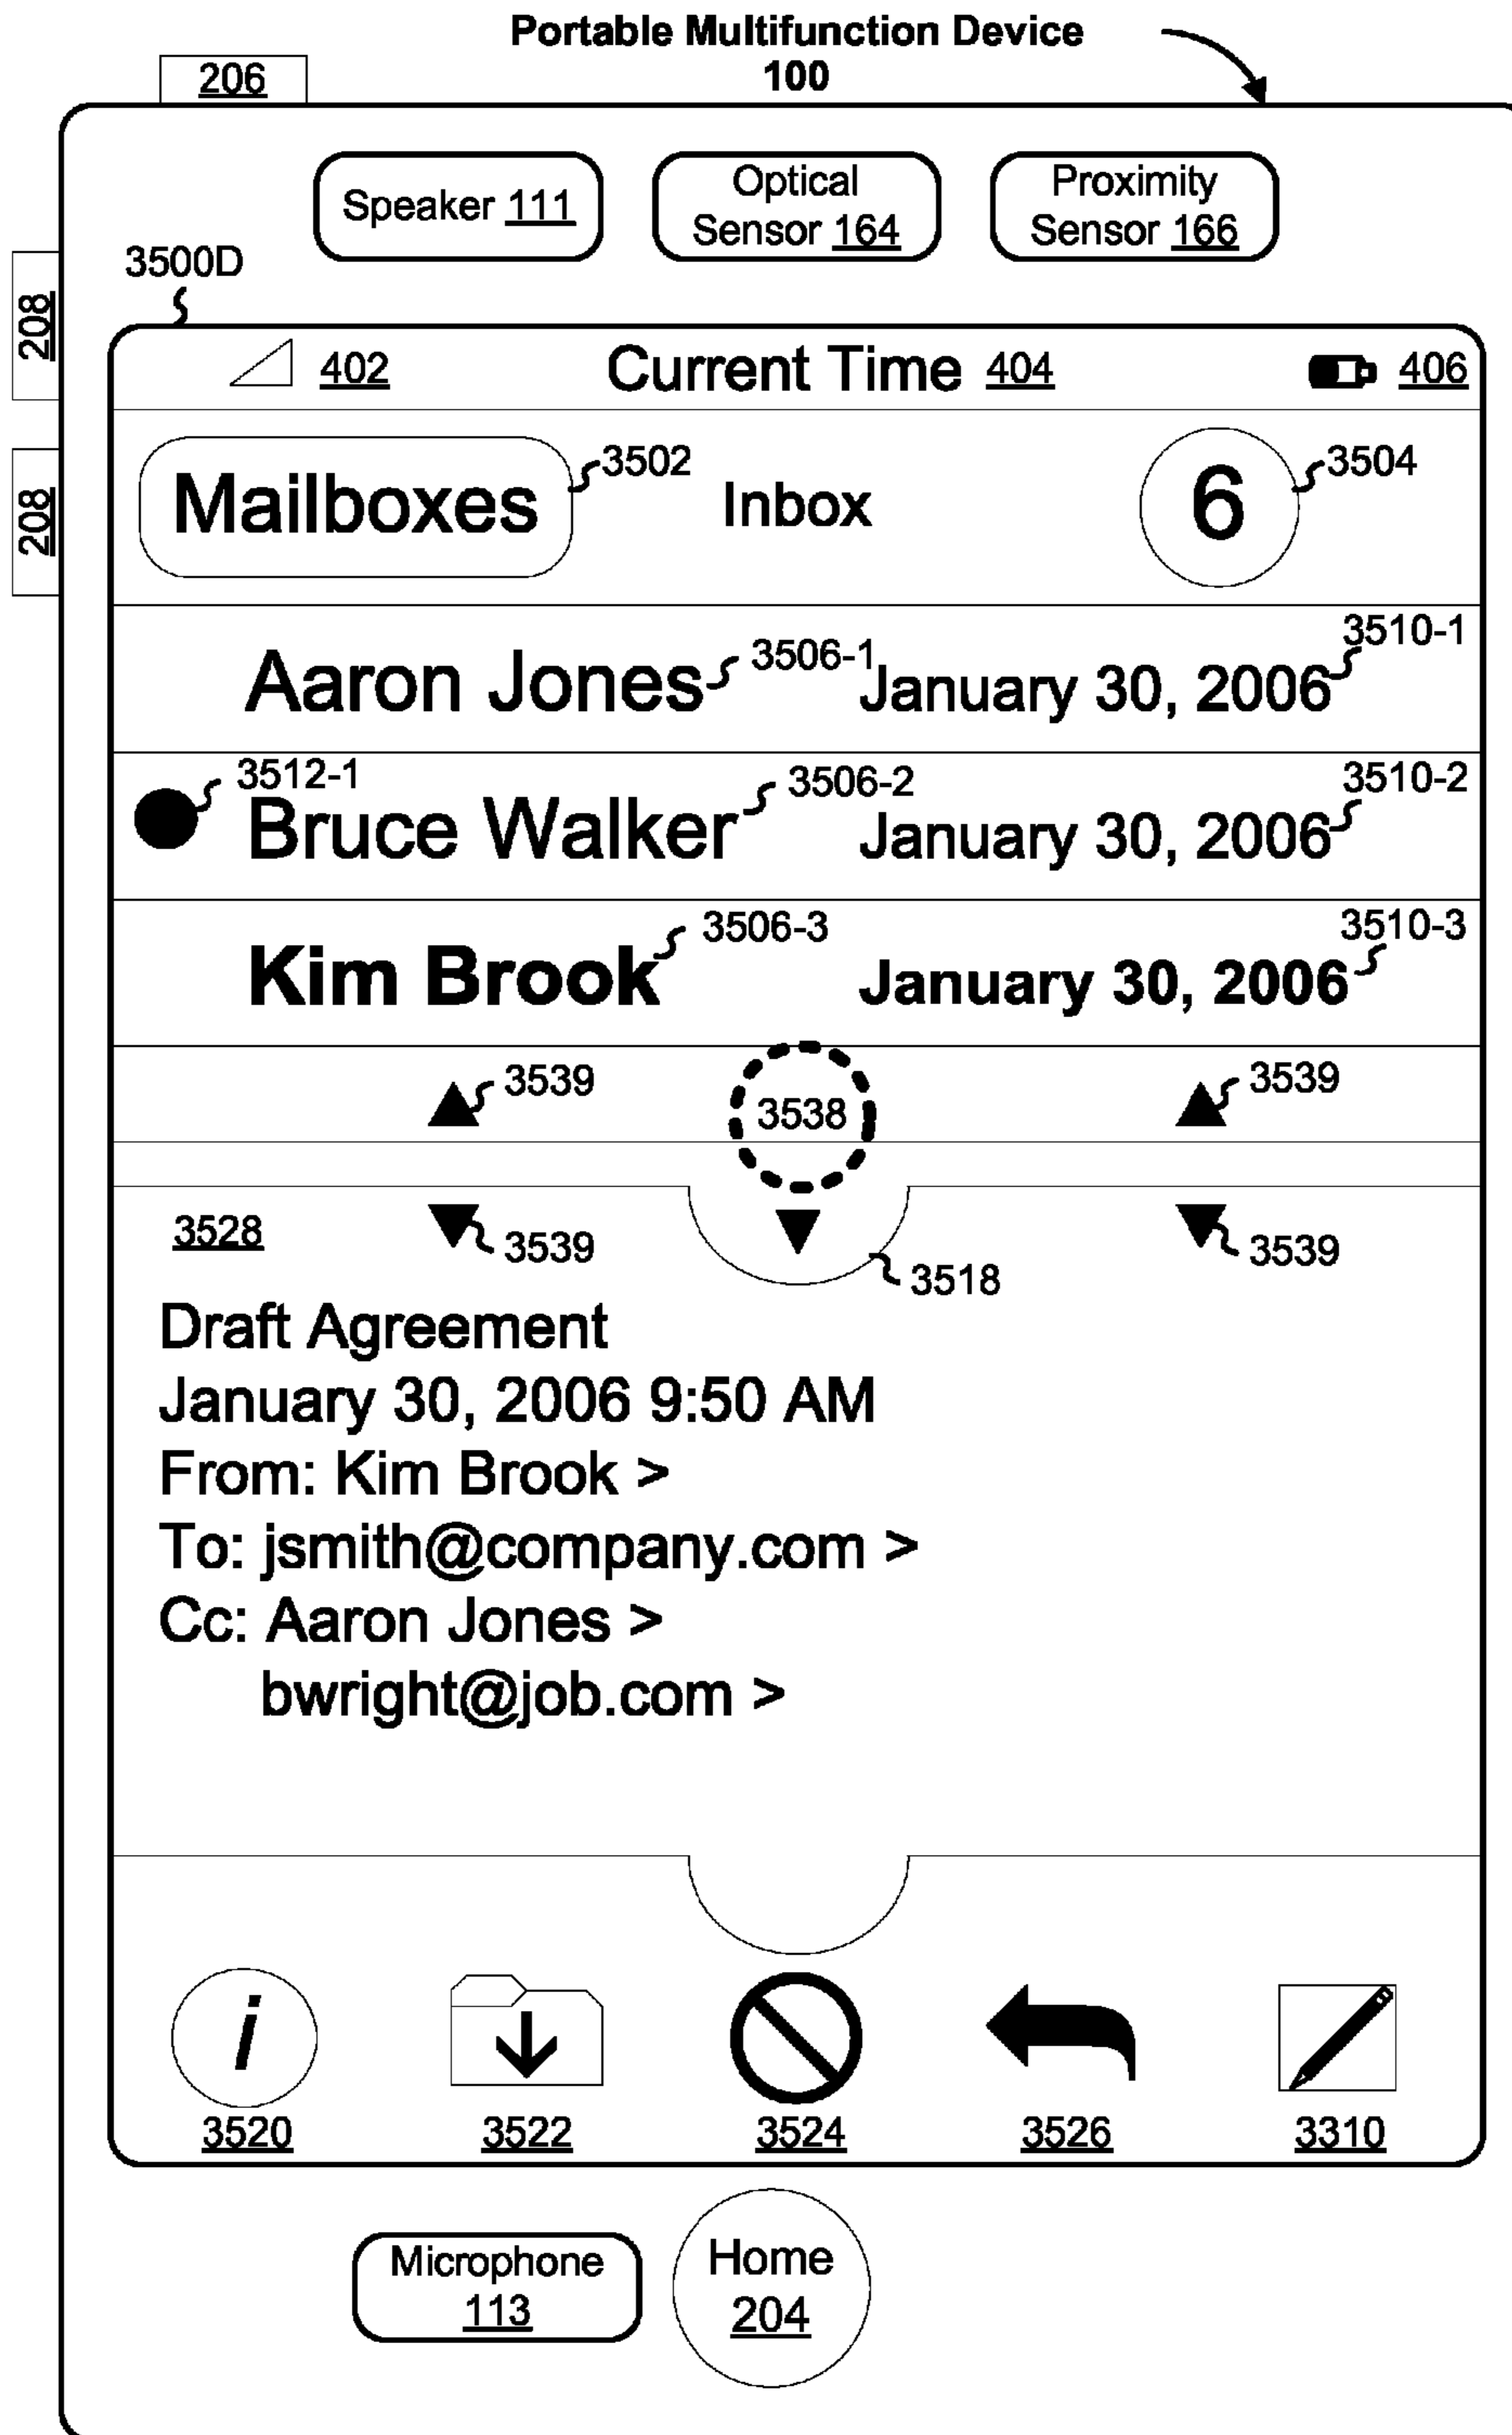 Portable Multifunction Device
100
206
Speaker 111
Optical
Sensor 164
Proximity
Sensor 166
3500D
208
208
402 Current Time 404 406
Mailboxes 3502 Inbox 6 3504
Aaron Jones 3506-1 January 30, 2006 3510-1
3512-1 Bruce Walker 3506-2 January 30, 2006 3510-2
Kim Brook 3506-3 January 30, 2006 3510-3
3539 3538 3539
3528 3539 3518 3539
Draft Agreement
January 30, 2006 9:50 AM
From: Kim Brook >
To: jsmith@company.com >
Cc: Aaron Jones >
bwright@job.com >
i
3520 3522 3524 3526 3310
Microphone
113
Home
204